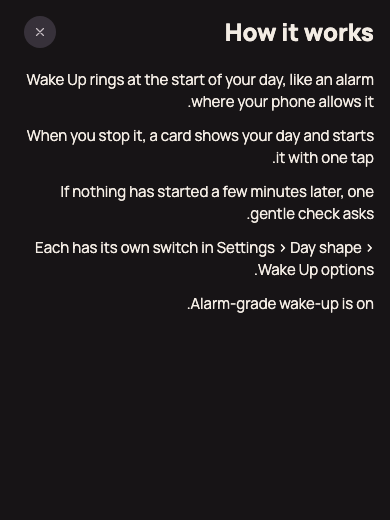 How it works
Wake Up rings at the start of your day, like an alarm
where your phone allows it.
When you stop it, a card shows your day and starts
it with one tap.
If nothing has started a few minutes later, one
gentle check asks.
Each has its own switch in Settings › Day shape ›
Wake Up options.
Alarm-grade wake-up is on.